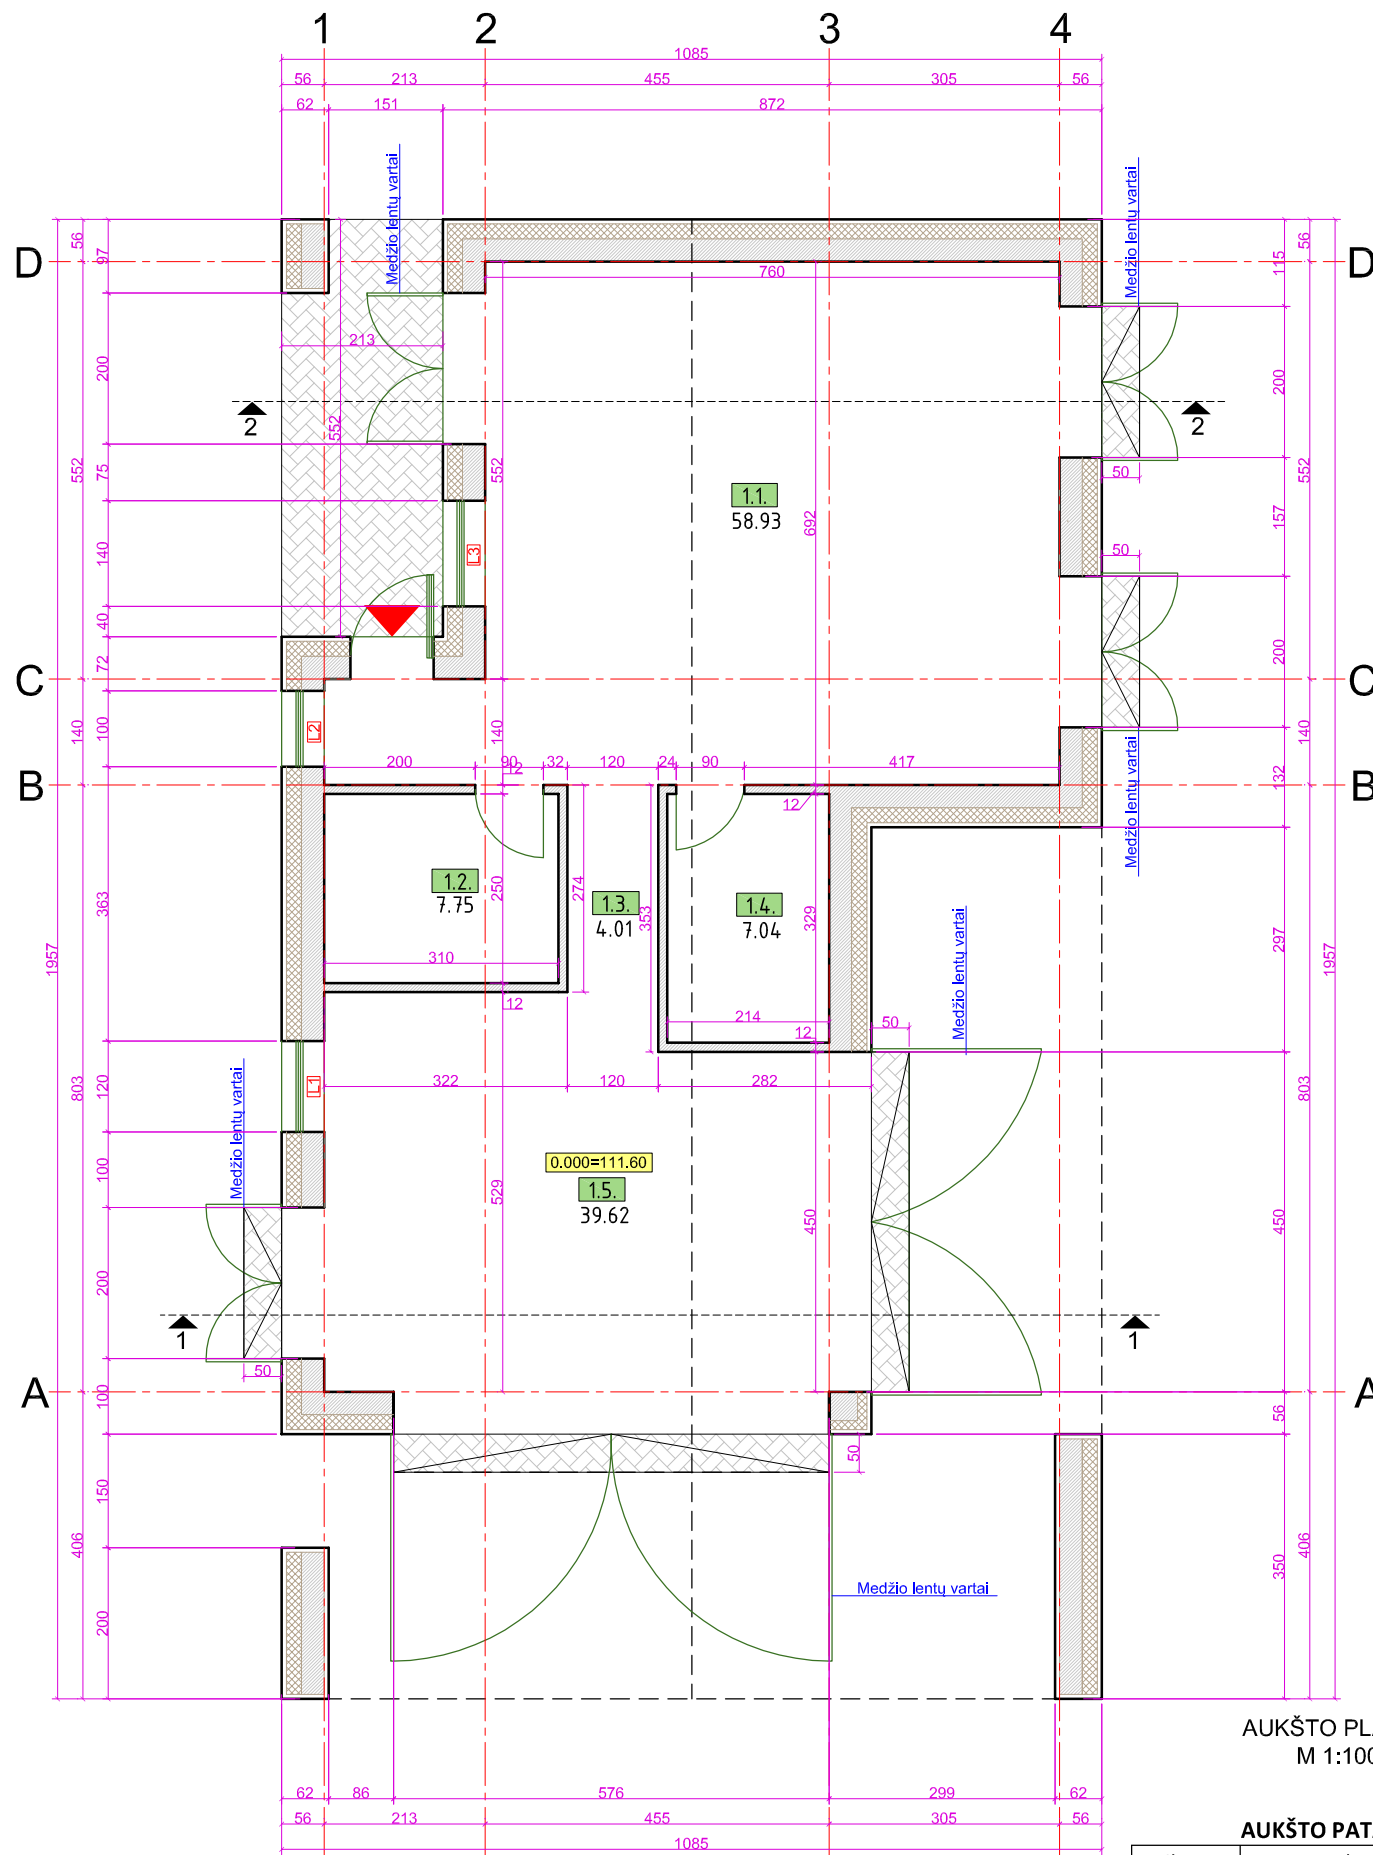 1 2 3 4
1085
56 213 455 305 56
62 151 872
Medžio lentų vartai
Medžio lentų vartai
D 56 97 115 56 D
760
213
200 200
2 2
552 552 552 552
75
50
1.1.
58.93
692
157
140
L3
50
40
72 200
C C
140 100 L2 140 140
200 90 32 120 24 90 417
12
B B
12 132
Medžio lentų vartai
363 1.2.
7.75
250 274 1.3.
4.01
353 1.4.
7.04
329
Medžio lentų vartai
297
1957 1957
310
12
214
12
50
803 120 L1 803
322 120 282
Medžio lentų vartai
100
0.000=111.60
1.5.
39.62
529 450 450
200
1 1
50
A 100 56 A
50
150
406 406
350
Medžio lentų vartai
200
M 1:100
62 86 576 299 62
56 213 455 305 56
1085
AUKŠTO
AUKŠTO